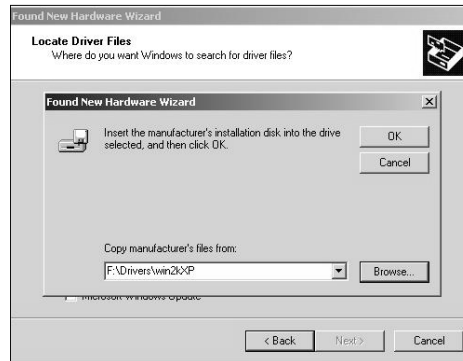 Found New Hardware Wizard
Locate Driver Files
Where do you want Windows to search for driver files?
Found New Hardware Wizard
Insert the manufacturer's installation disk into the drive
selected, and then click OK.
OK
Cancel
Copy manufacturer's files from:
F:\Drivers\win2kXP
Browse...
Microsoft Windows Update
< Back
Next >
Cancel